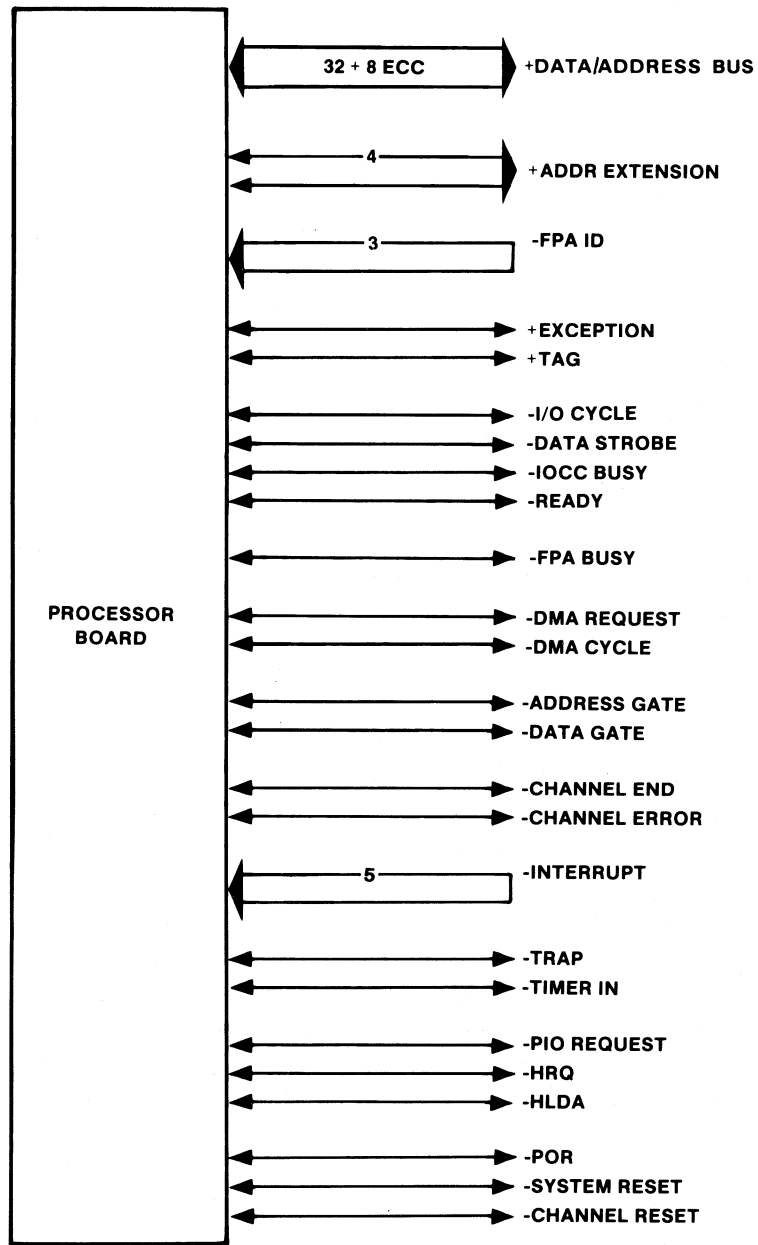 32 + 8 ECC
+DATA/ADDRESS BUS
4
+ADDR EXTENSION
3
-FPA ID
+EXCEPTION
+TAG
-I/O CYCLE
-DATA STROBE
-IOCC BUSY
-READY
-FPA BUSY
PROCESSOR
BOARD
-DMA REQUEST
-DMA CYCLE
-ADDRESS GATE
-DATA GATE
-CHANNEL END
-CHANNEL ERROR
5
-INTERRUPT
-TRAP
-TIMER IN
-PIO REQUEST
-HRQ
-HLDA
-POR
-SYSTEM RESET
-CHANNEL RESET